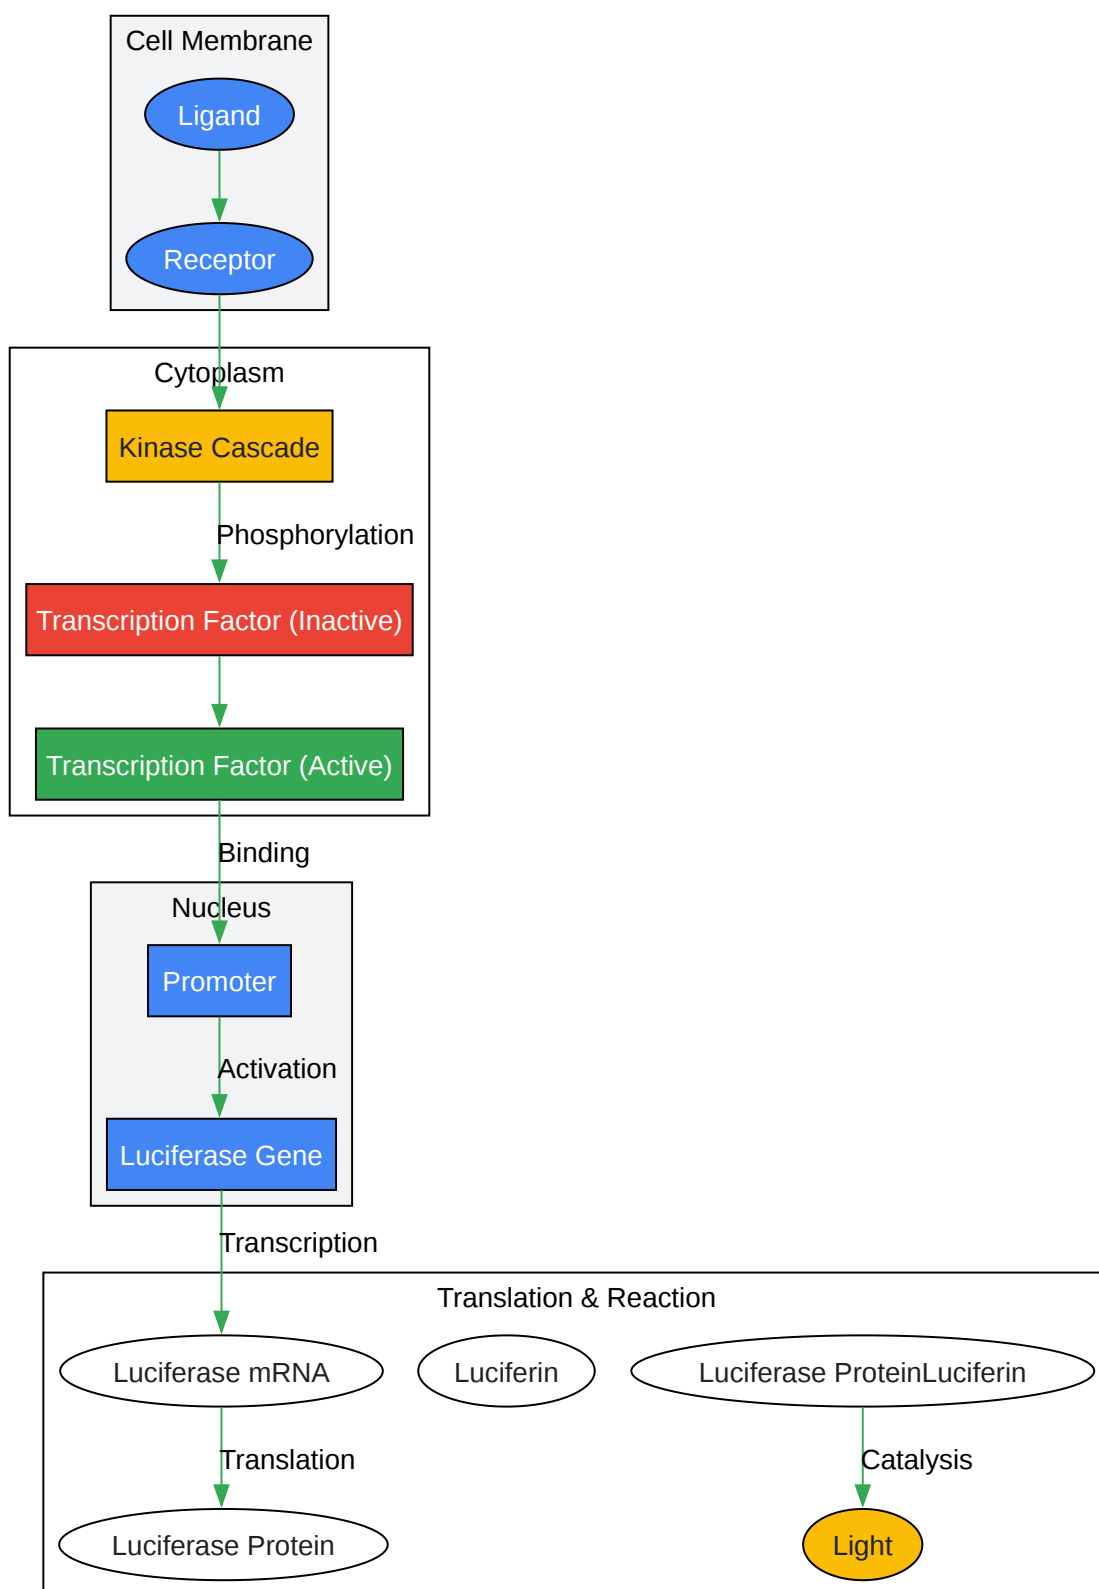 Cell Membrane
Ligand
Receptor
Cytoplasm
Kinase Cascade
Phosphorylation
Transcription Factor (Inactive)
Transcription Factor (Active)
Binding
Nucleus
Promoter
Activation
Luciferase Gene
Transcription
Translation & Reaction
Luciferase mRNA
Luciferin
Luciferase ProteinLuciferin
Translation
Catalysis
Luciferase Protein
Light